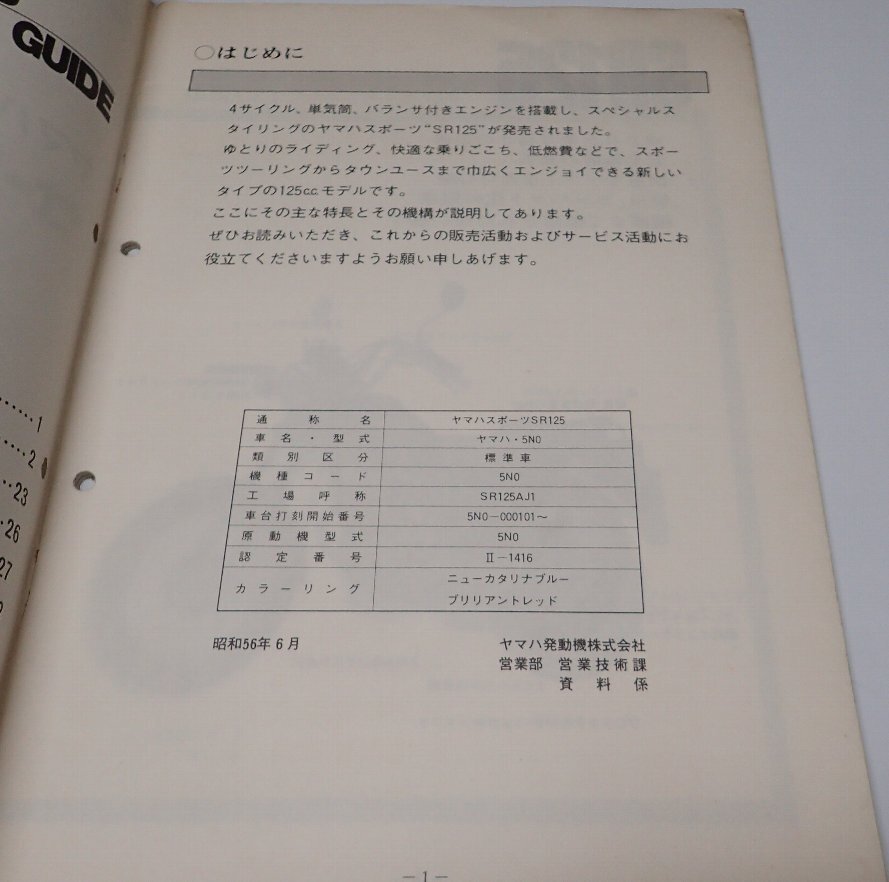 GUIDE
1
2
23
26
27
○はじめに
4サイクル、単気筒、バランサ付きエンジンを搭載し、スペシャルス
タイリングのヤマハスポーツ“SR125”が発売されました。
ゆとりのライディング、快適な乗りごこち、低燃費などで、スポー
ツツーリングからタウンユースまで巾広くエンジョイできる新しい
タイプの125c.c.モデルです。
ここにその主な特長とその機構が説明してあります。
ぜひお読みいただき、これからの販売活動およびサービス活動にお
役立てくださいますようお願い申しあげます。
通称名 ヤマハスポーツSR125
車名・型式 ヤマハ・5N0
類別区分 標準車
機種コード 5N0
工場呼称 SR125AJ1
車台打刻開始番号 5N0-000101～
原動機型式 5N0
認定番号 Ⅱ-1416
カラーリング ニューカタリナブルー
ブリリアントレッド
昭和56年6月 ヤマハ発動機株式会社
営業部 営業技術課
資料係
— 1 —